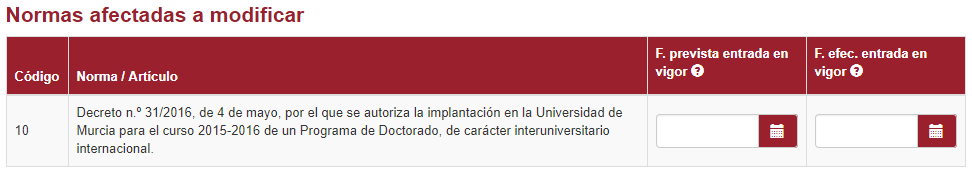 Normas afectadas a modificar
F. prevista entrada en
F. efec. entrada en
Código
Norma / Artículo
vigor ?
vigor ?
Decreto n.º 31/2016, de 4 de mayo, por el que se autoriza la implantación en la Universidad de
10
Murcia para el curso 2015-2016 de un Programa de Doctorado, de carácter interuniversitario
internacional.